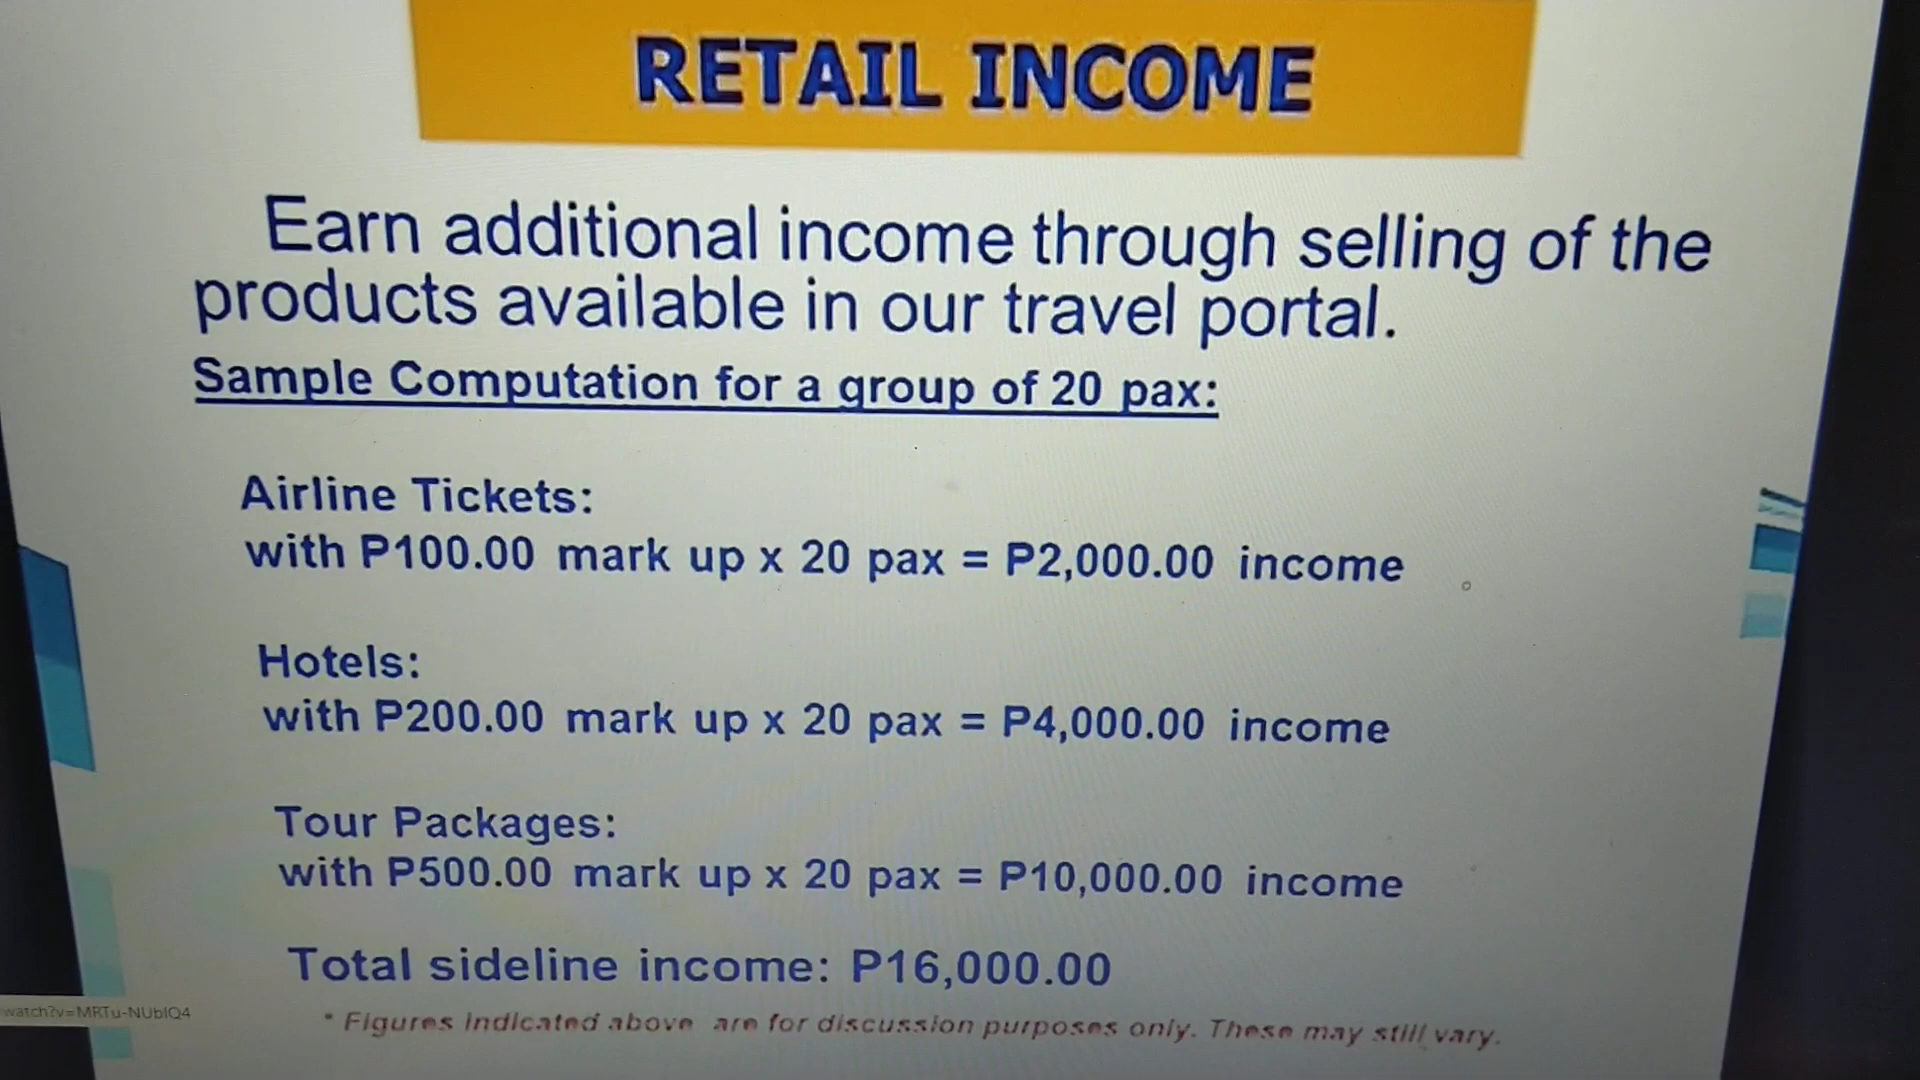 RETAIL INCOME
Earn additional income through selling of the
products available in our travel portal.
Sample Computation for a group of 20 pax:
Airline Tickets:
with P100.00 mark up x 20 pax = P2,000.00 income
Hotels:
with P200.00 mark up x 20 pax = P4,000.00 income
Tour Packages:
with P500.00 mark up x 20 pax = P10,000.00 income
Total sideline income: P16,000.00
watch?v=MRTu-NUbIQ4
* Figures indicated above are for discussion purposes only. These may still vary.